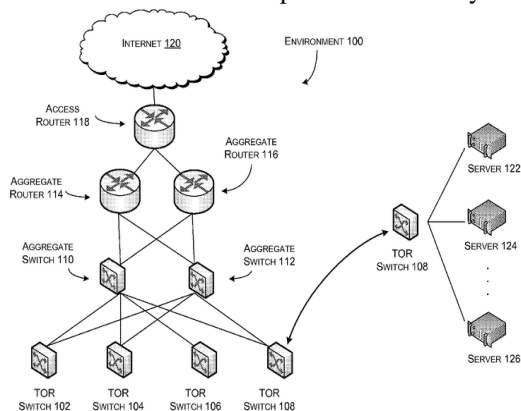 INTERNET 120
ENVIRONMENT 100
ACCESS
ROUTER 118
AGGREGATE
ROUTER 116
AGGREGATE
ROUTER 114
SERVER 122
AGGREGATE
SWITCH 110
AGGREGATE
SWITCH 112
TOR
SWITCH 108
SERVER 124
.
.
.
SERVER 126
TOR
SWITCH 102
TOR
SWITCH 104
TOR
SWITCH 106
TOR
SWITCH 108